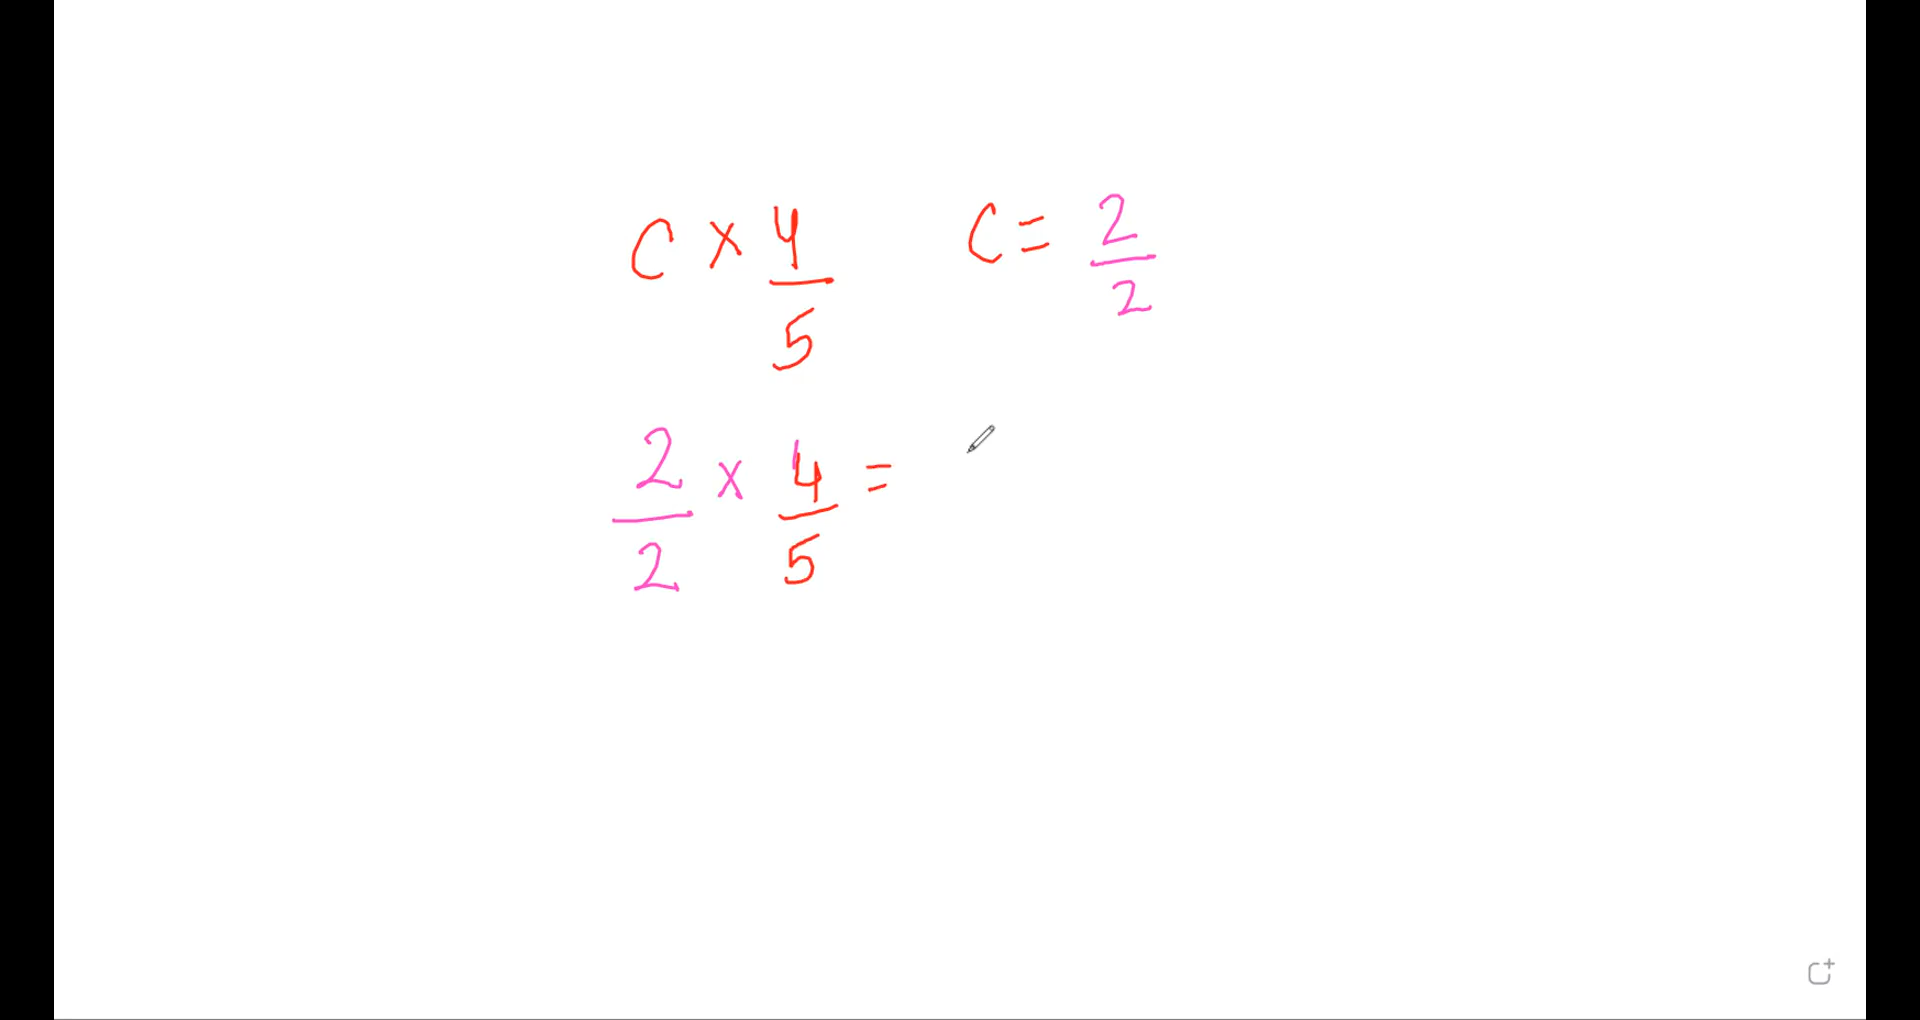 C × 4/5 C = 2/2
2/2 × 4/5 =